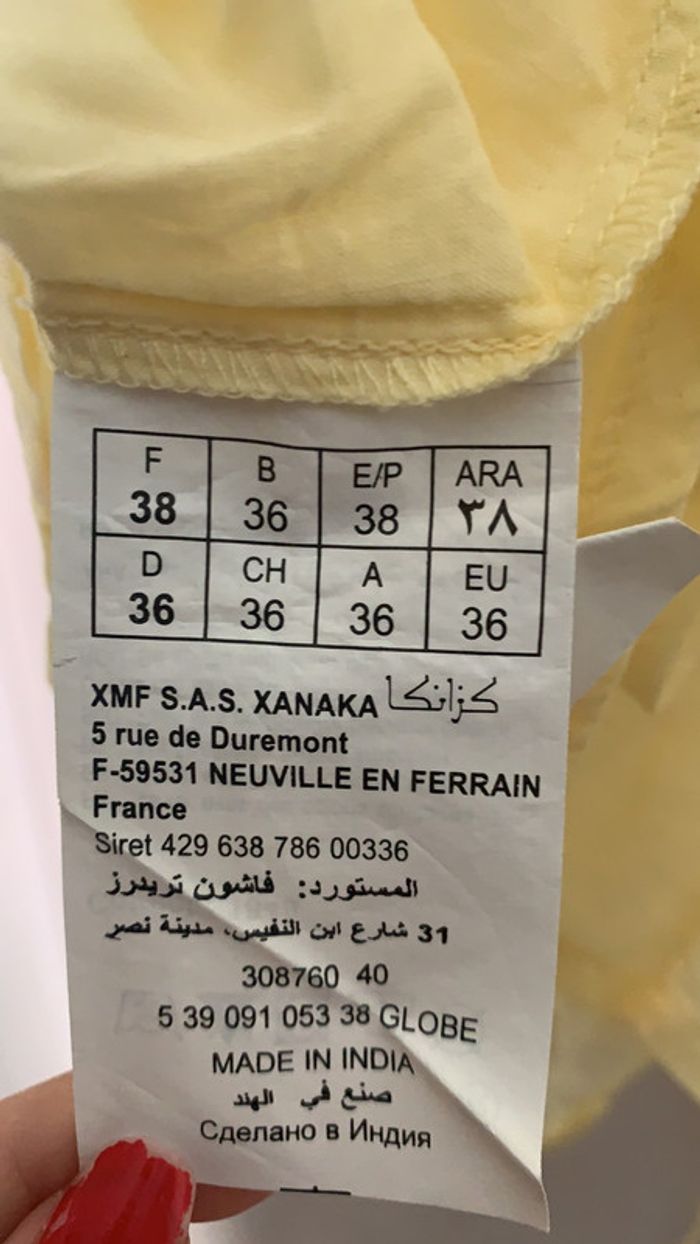 F B E/P ARA
38 36 38 ٣٨
D CH A EU
36 36 36 36
XMF S.A.S. XANAKA كزانكا
5 rue de Duremont
F-59531 NEUVILLE EN FERRAIN
France
Siret 429 638 786 00336
المستورد: فاشون تريدرز
31 شارع ابن النفيس، مدينة نصر
308760 40
5 39 091 053 38 GLOBE
MADE IN INDIA
صنع في الهند
Сделано в Индия